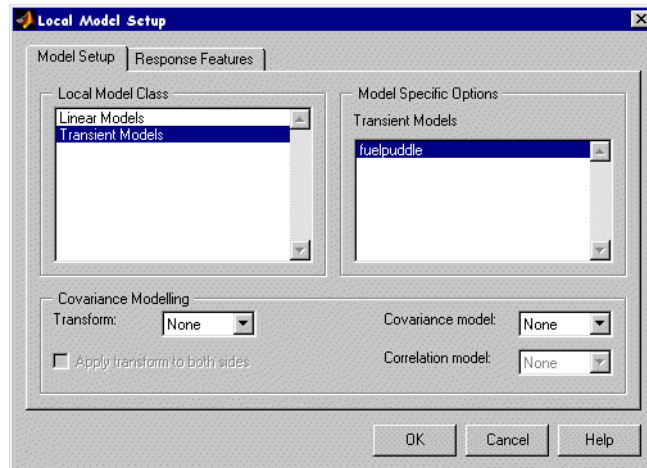 Local Model Setup
Model Setup
Response Features
Local Model Class
Linear Models
Transient Models
Model Specific Options
Transient Models
fuelpuddle
Covariance Modelling
Transform:
None
Covariance model:
None
Apply transform to both sides
Correlation model:
None
OK
Cancel
Help